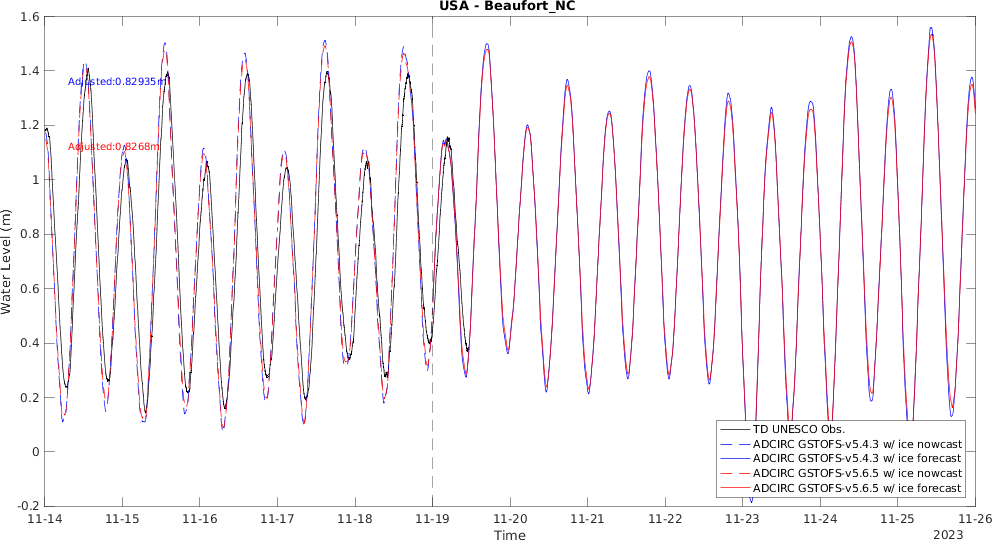 USA - Beaufort_NC
1.6
1.4
1.2
1
0.8
0.6
0.4
0.2
0
-0.2
Water Level (m)
Adjusted:0.82935m
Adjusted:0.8268m
TD UNESCO Obs.
ADCIRC GSTOFS-v5.4.3 w/ ice nowcast
ADCIRC GSTOFS-v5.4.3 w/ ice forecast
ADCIRC GSTOFS-v5.6.5 w/ ice nowcast
ADCIRC GSTOFS-v5.6.5 w/ ice forecast
11-14 11-15 11-16 11-17 11-18 11-19 11-20 11-21 11-22 11-23 11-24 11-25 11-26
Time
2023